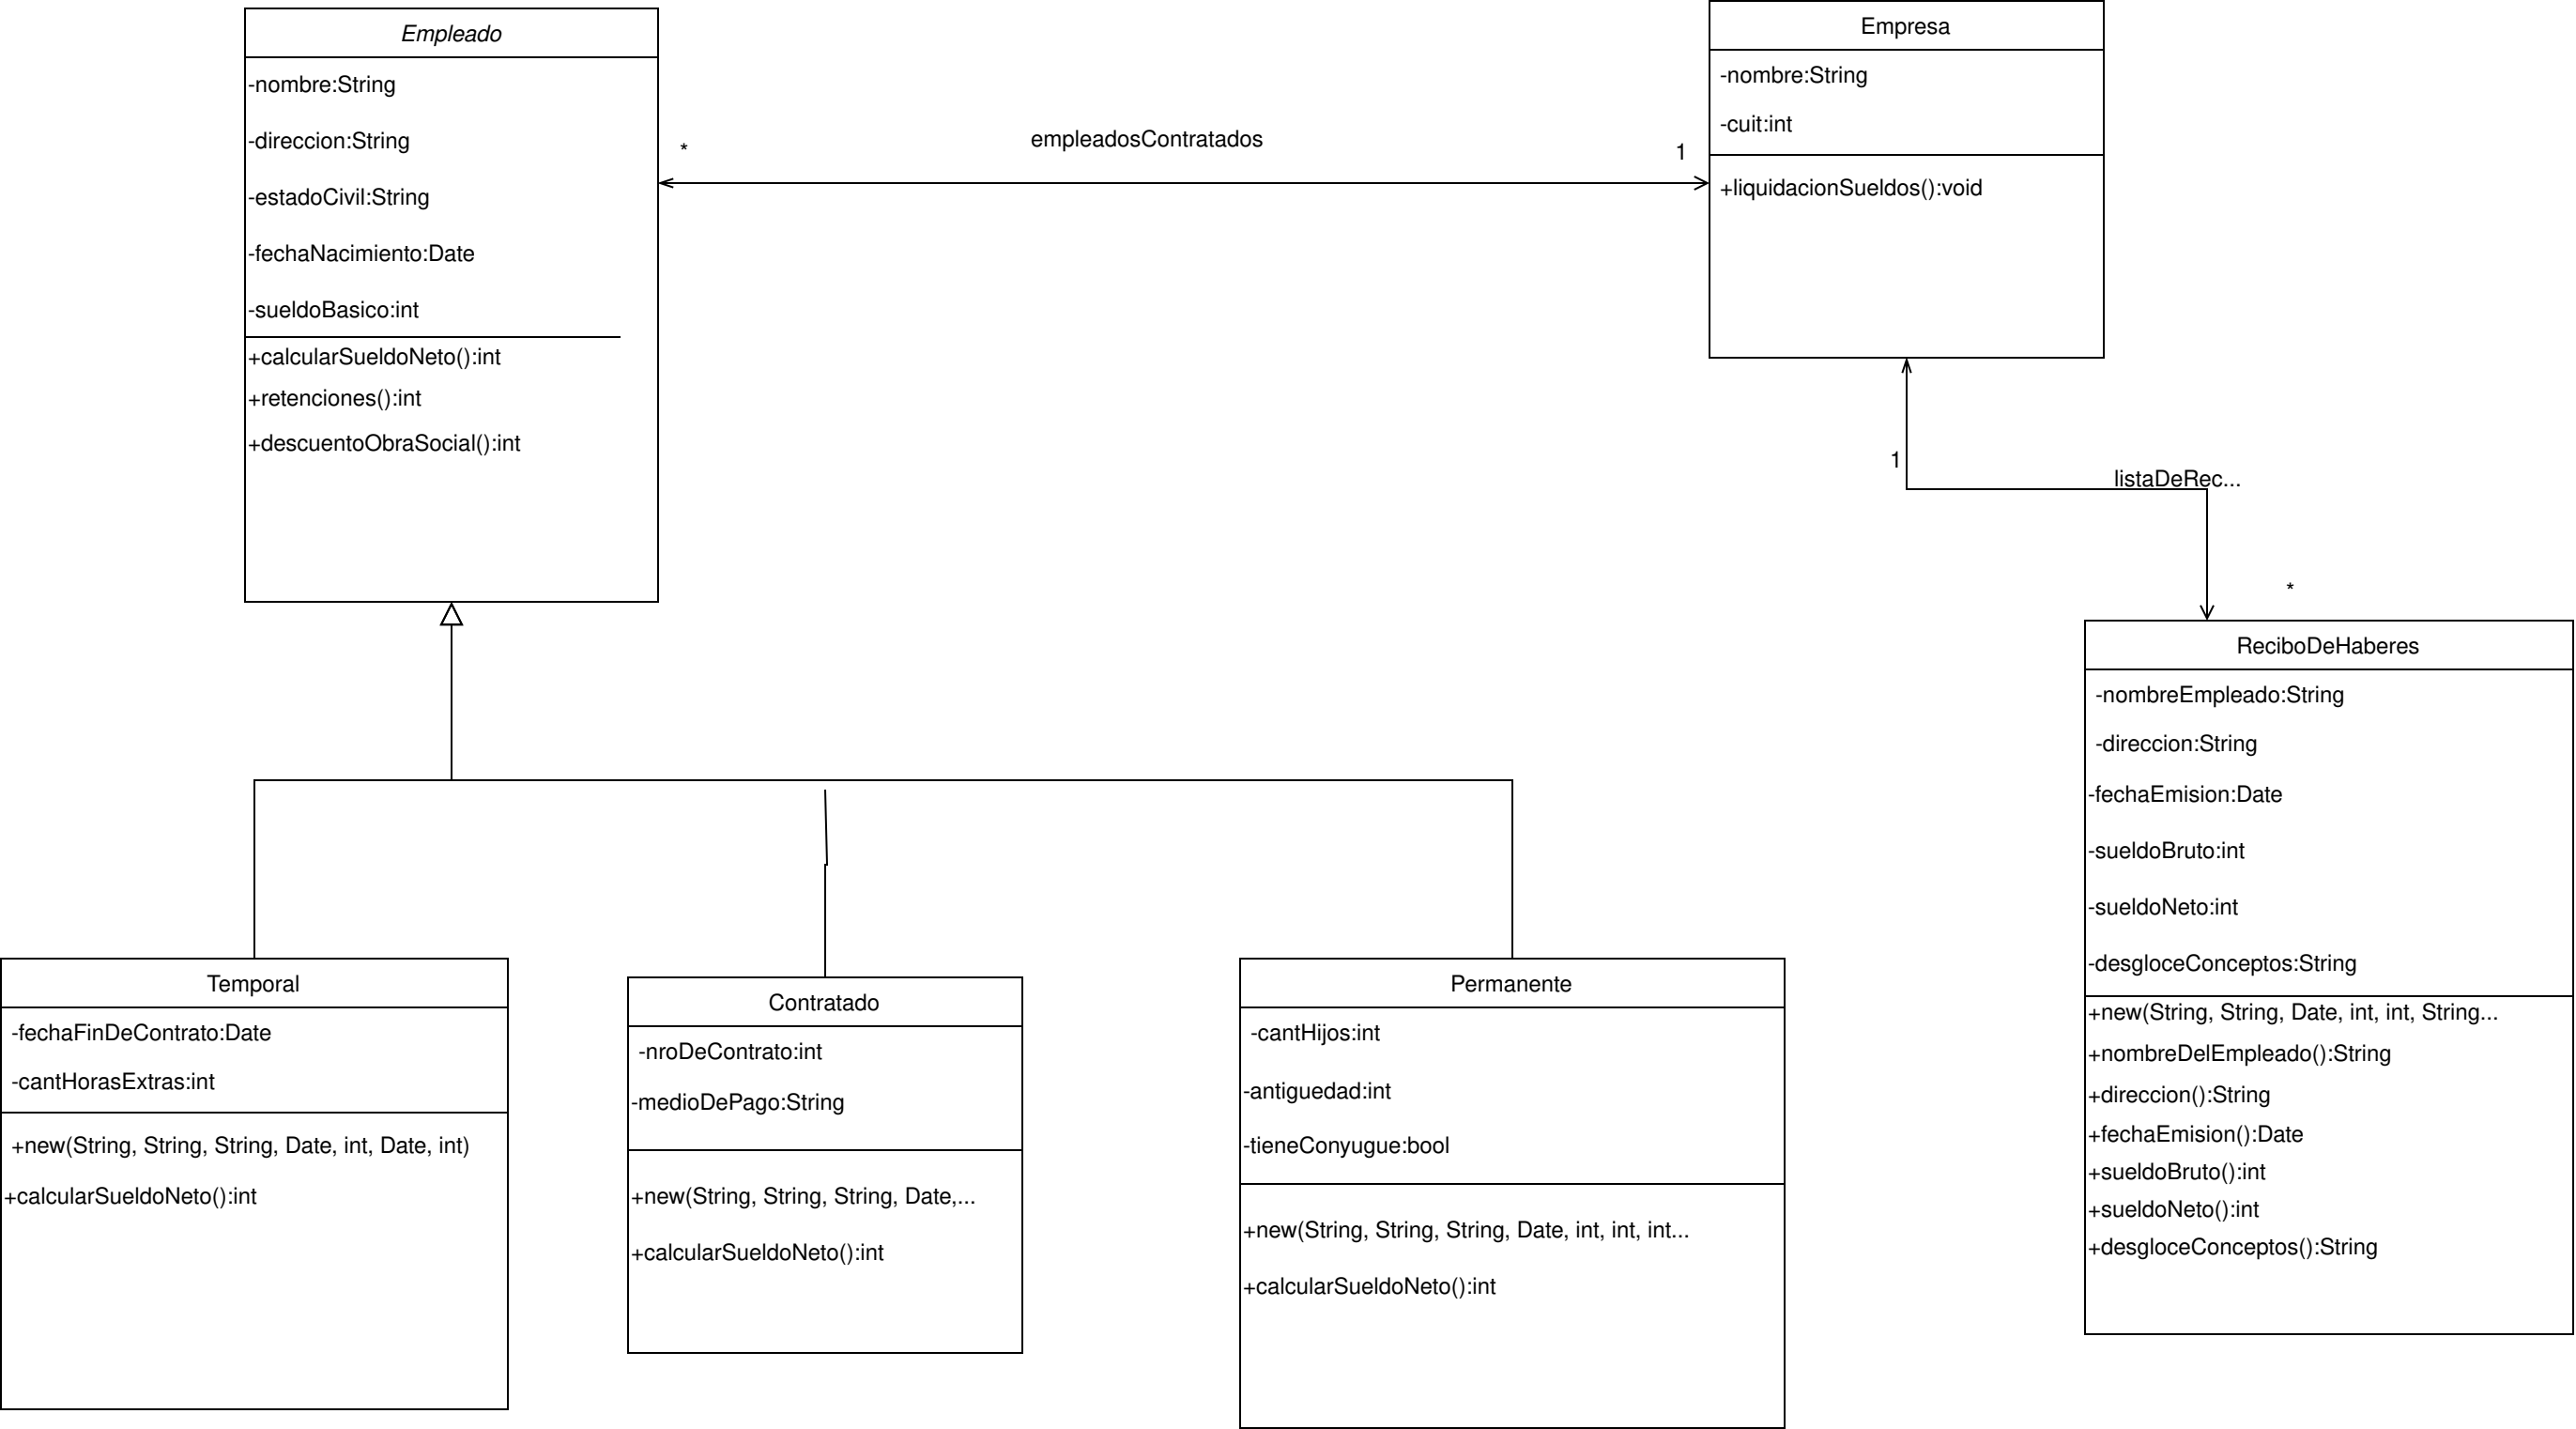 Empleado
-nombre:String
-direccion:String
-estadoCivil:String
-fechaNacimiento:Date
-sueldoBasico:int
+calcularSueldoNeto():int
+retenciones():int
+descuentoObraSocial():int
*
empleadosContratados
1
Empresa
-nombre:String
-cuit:int
+liquidacionSueldos():void
1
listaDeRec...
*
ReciboDeHaberes
-nombreEmpleado:String
-direccion:String
-fechaEmision:Date
-sueldoBruto:int
-sueldoNeto:int
-desgloceConceptos:String
+new(String, String, Date, int, int, String...
+nombreDelEmpleado():String
+direccion():String
+fechaEmision():Date
+sueldoBruto():int
+sueldoNeto():int
+desgloceConceptos():String
Temporal
-fechaFinDeContrato:Date
-cantHorasExtras:int
+new(String, String, String, Date, int, Date, int)
+calcularSueldoNeto():int
Contratado
-nroDeContrato:int
-medioDePago:String
+new(String, String, String, Date,...
+calcularSueldoNeto():int
Permanente
-cantHijos:int
-antiguedad:int
-tieneConyugue:bool
+new(String, String, String, Date, int, int, int...
+calcularSueldoNeto():int